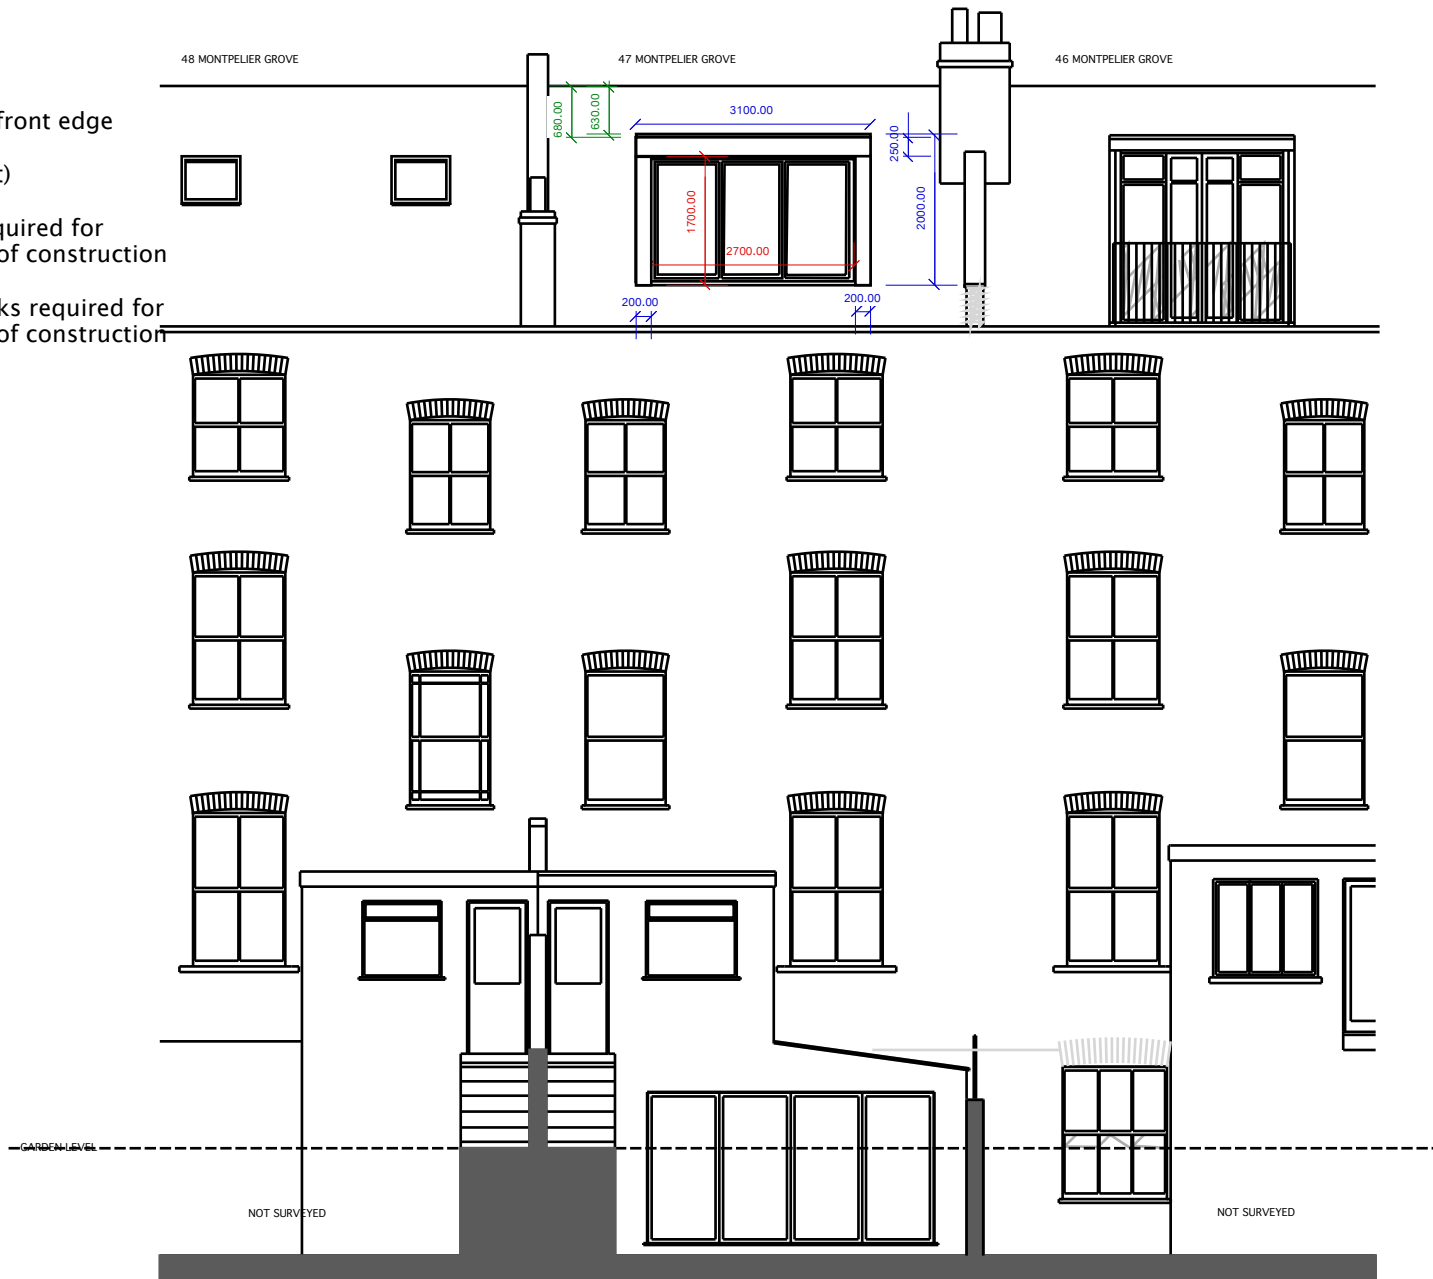 48 MONTPELIER GROVE
47 MONTPELIER GROVE
46 MONTPELIER GROVE
front edge
t)
quired for
of construction
ks required for
of construction
680.00
630.00
3100.00
250.00
2000.00
1700.00
2700.00
200.00
200.00
GARDEN LEVEL
NOT SURVEYED
NOT SURVEYED